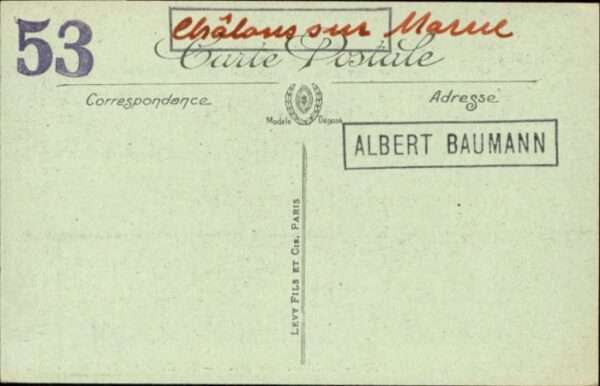 53
Châlons sur Marne
Carte Postale
Correspondance
Adresse
Modèle Déposé
ALBERT BAUMANN
LEVY FILS ET CIE, PARIS